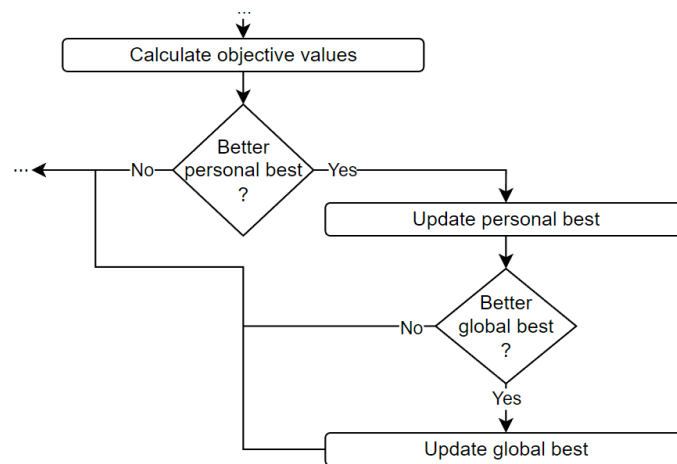 ...
Calculate objective values
Better
personal best
?
... No
Yes
Update personal best
Better
global best
?
No
Yes
Update global best